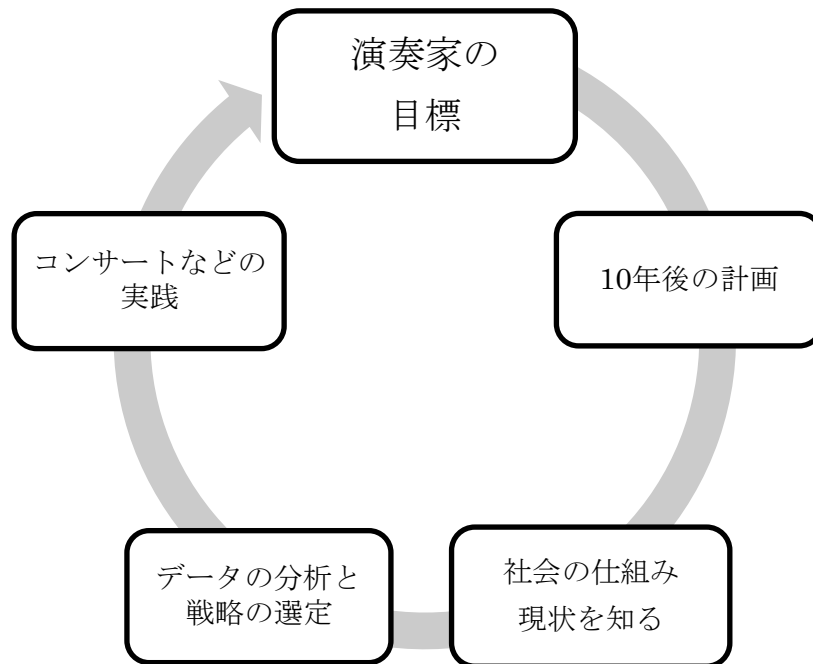 演奏家の
目標
10年後の計画
社会の仕組み
現状を知る
データの分析と
戦略の選定
コンサートなどの
実践